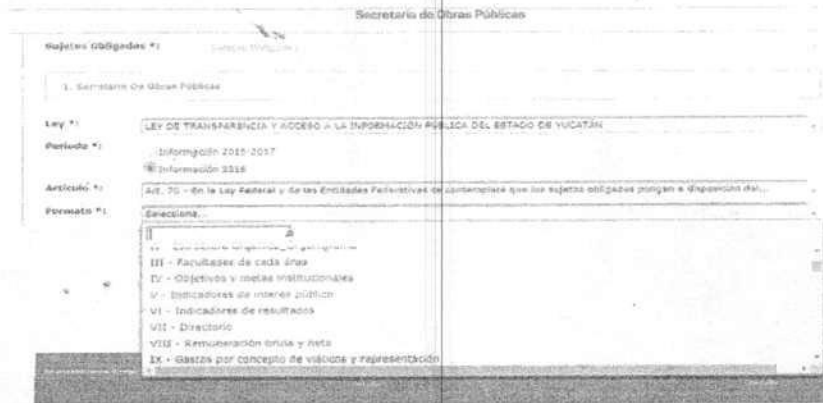 Secretaría de Obras Públicas
Sujetos Obligados *:
1. Secretaría De Obras Públicas
Ley *:
LEY DE TRANSPARENCIA Y ACCESO A LA INFORMACIÓN PÚBLICA DEL ESTADO DE YUCATÁN
Periodo *:
Información 2015-2017
Información 2018
Artículo *:
Art. 70 - En la Ley Federal y de las Entidades Federativas se contemplará que los sujetos obligados pongan a disposición del...
Formato *:
Selecciona...
III - Facultades de cada área
IV - Objetivos y metas institucionales
V - Indicadores de interés público
VI - Indicadores de resultados
VII - Directorio
VIII - Remuneración bruta y neta
IX - Gastos por concepto de viáticos y representación